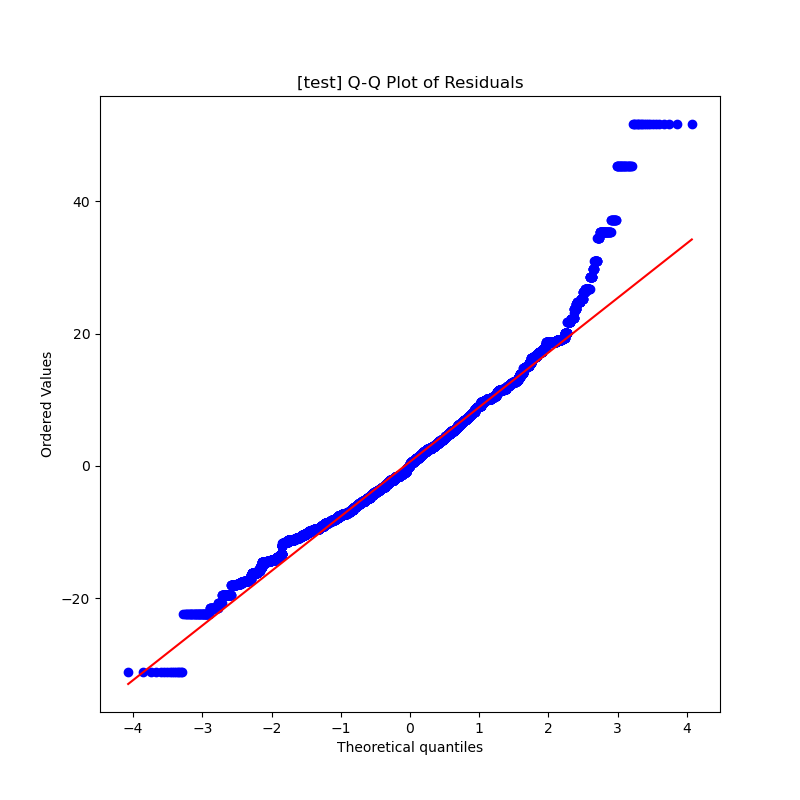 [test] Q-Q Plot of Residuals
Ordered Values
40
20
0
−20
−4 −3 −2 −1 0 1 2 3 4
Theoretical quantiles